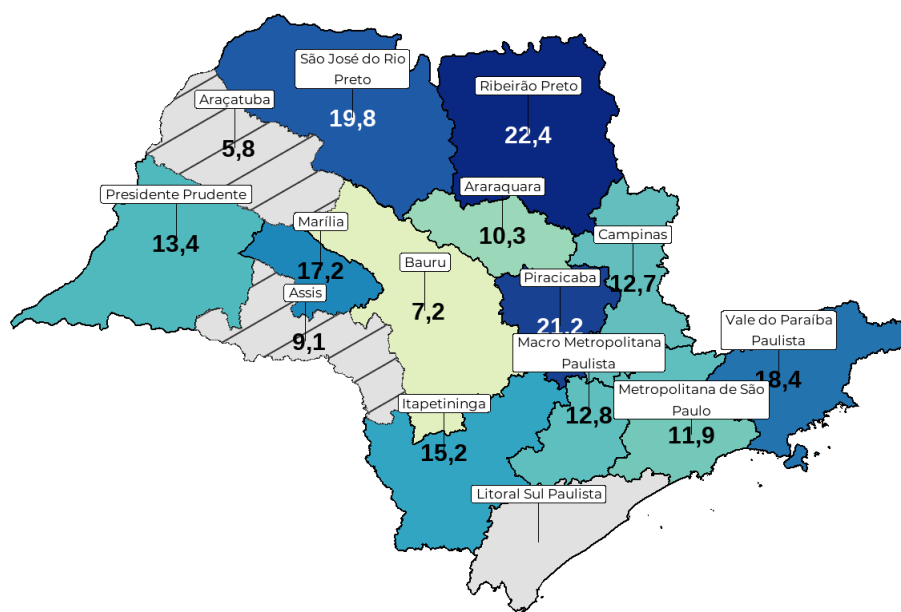 São José do Rio
Preto
19,8
Ribeirão Preto
22,4
Araçatuba
5,8
Presidente Prudente
13,4
Araraquara
10,3
Marília
17,2
Campinas
12,7
Bauru
7,2
Piracicaba
21,2
Assis
9,1
Vale do Paraíba
Paulista
18,4
Macro Metropolitana
Paulista
12,8
Metropolitana de São
Paulo
11,9
Itapetininga
15,2
Litoral Sul Paulista